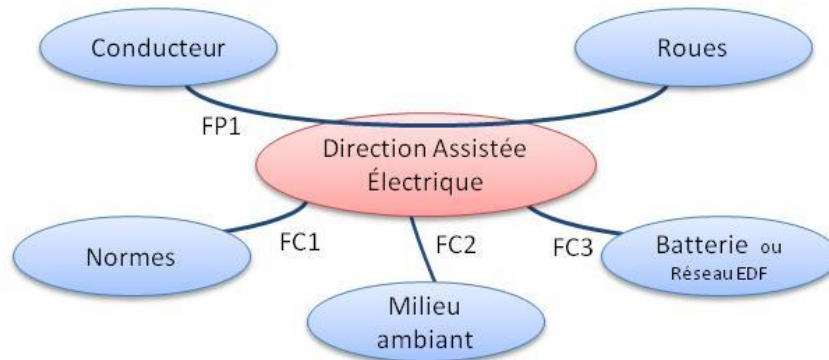 Conducteur
Roues
FP1
Direction Assistée
Électrique
Normes
FC1
FC2
FC3
Batterie ou
Réseau EDF
Milieu
ambiant